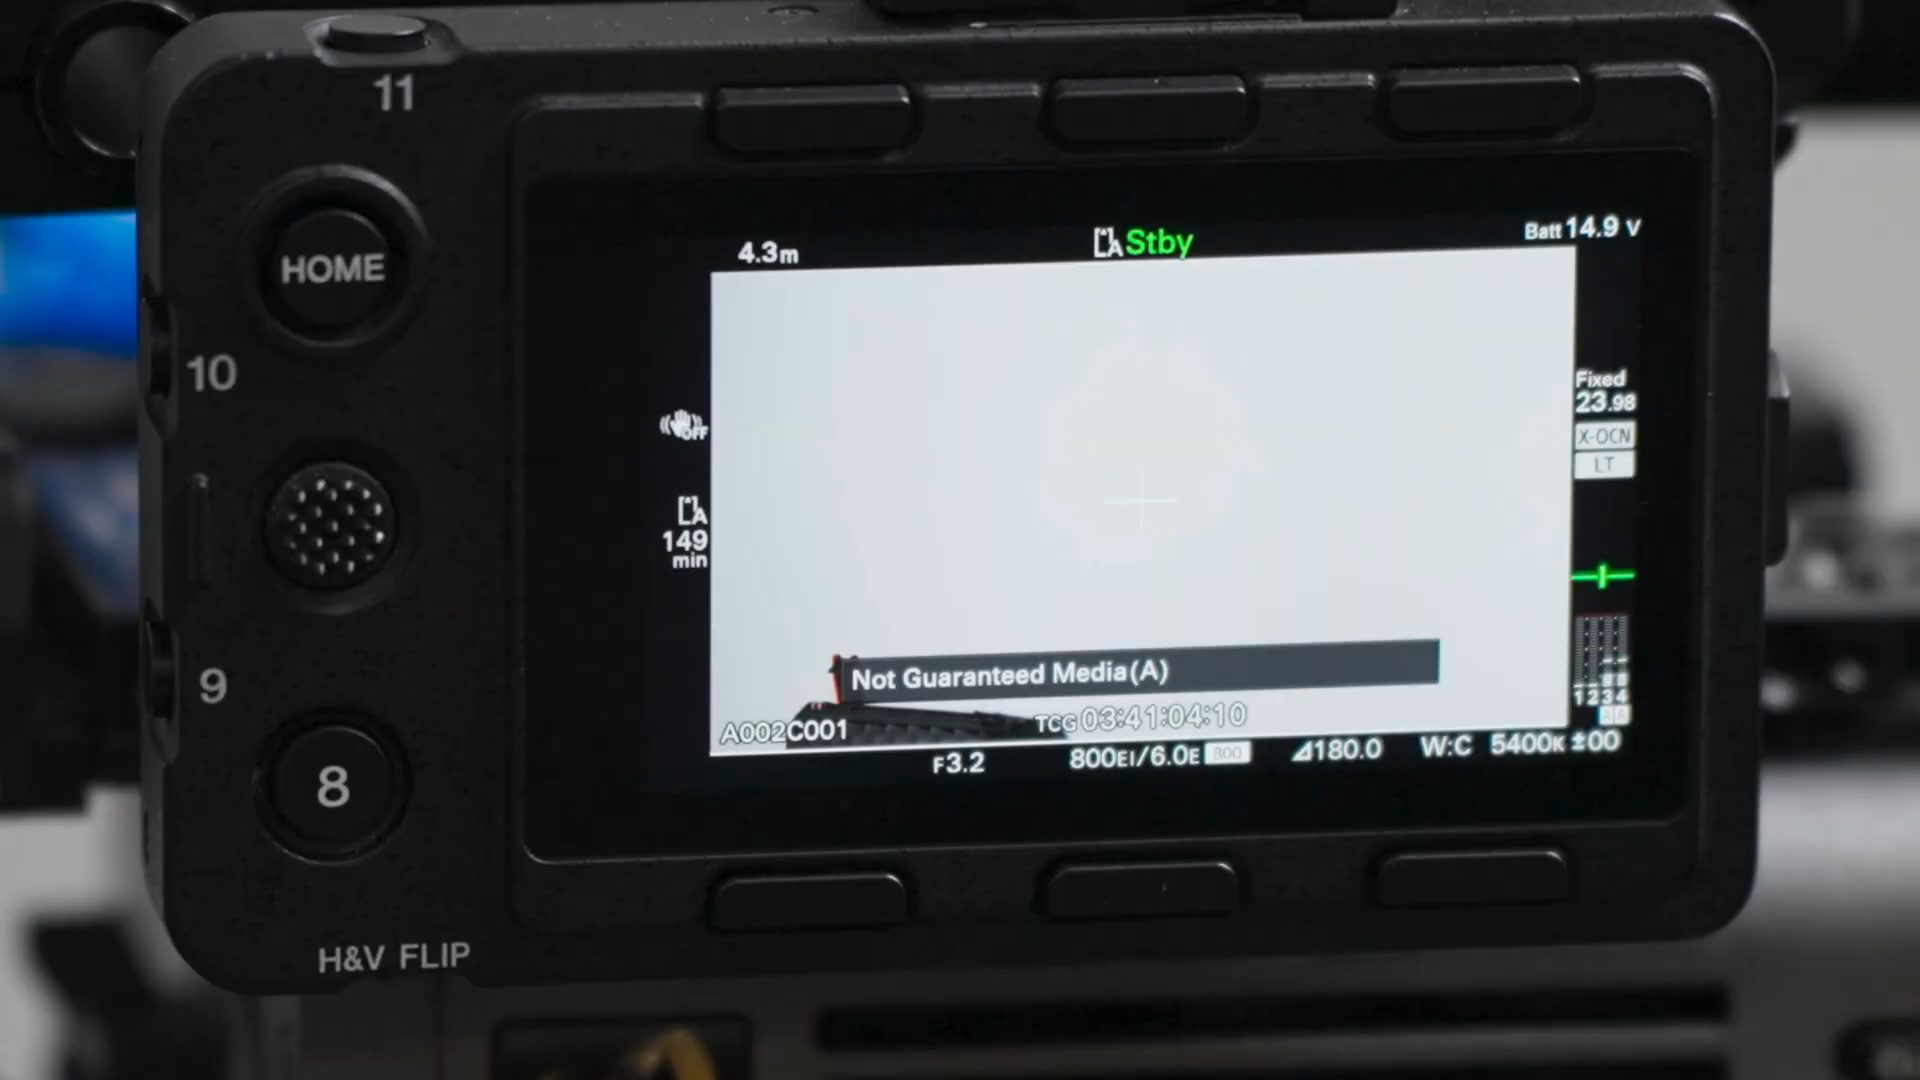 11
HOME
10
9
8
H&V FLIP
4.3m
A Stby
Batt 14.9 V
OFF
A
149
min
Fixed
23.98
X-OCN
LT
Not Guaranteed Media(A)
1234
A002C001
TCG 03:41:04:10
F3.2
800EI/6.0E 800
180.0
W:C 5400K ±00